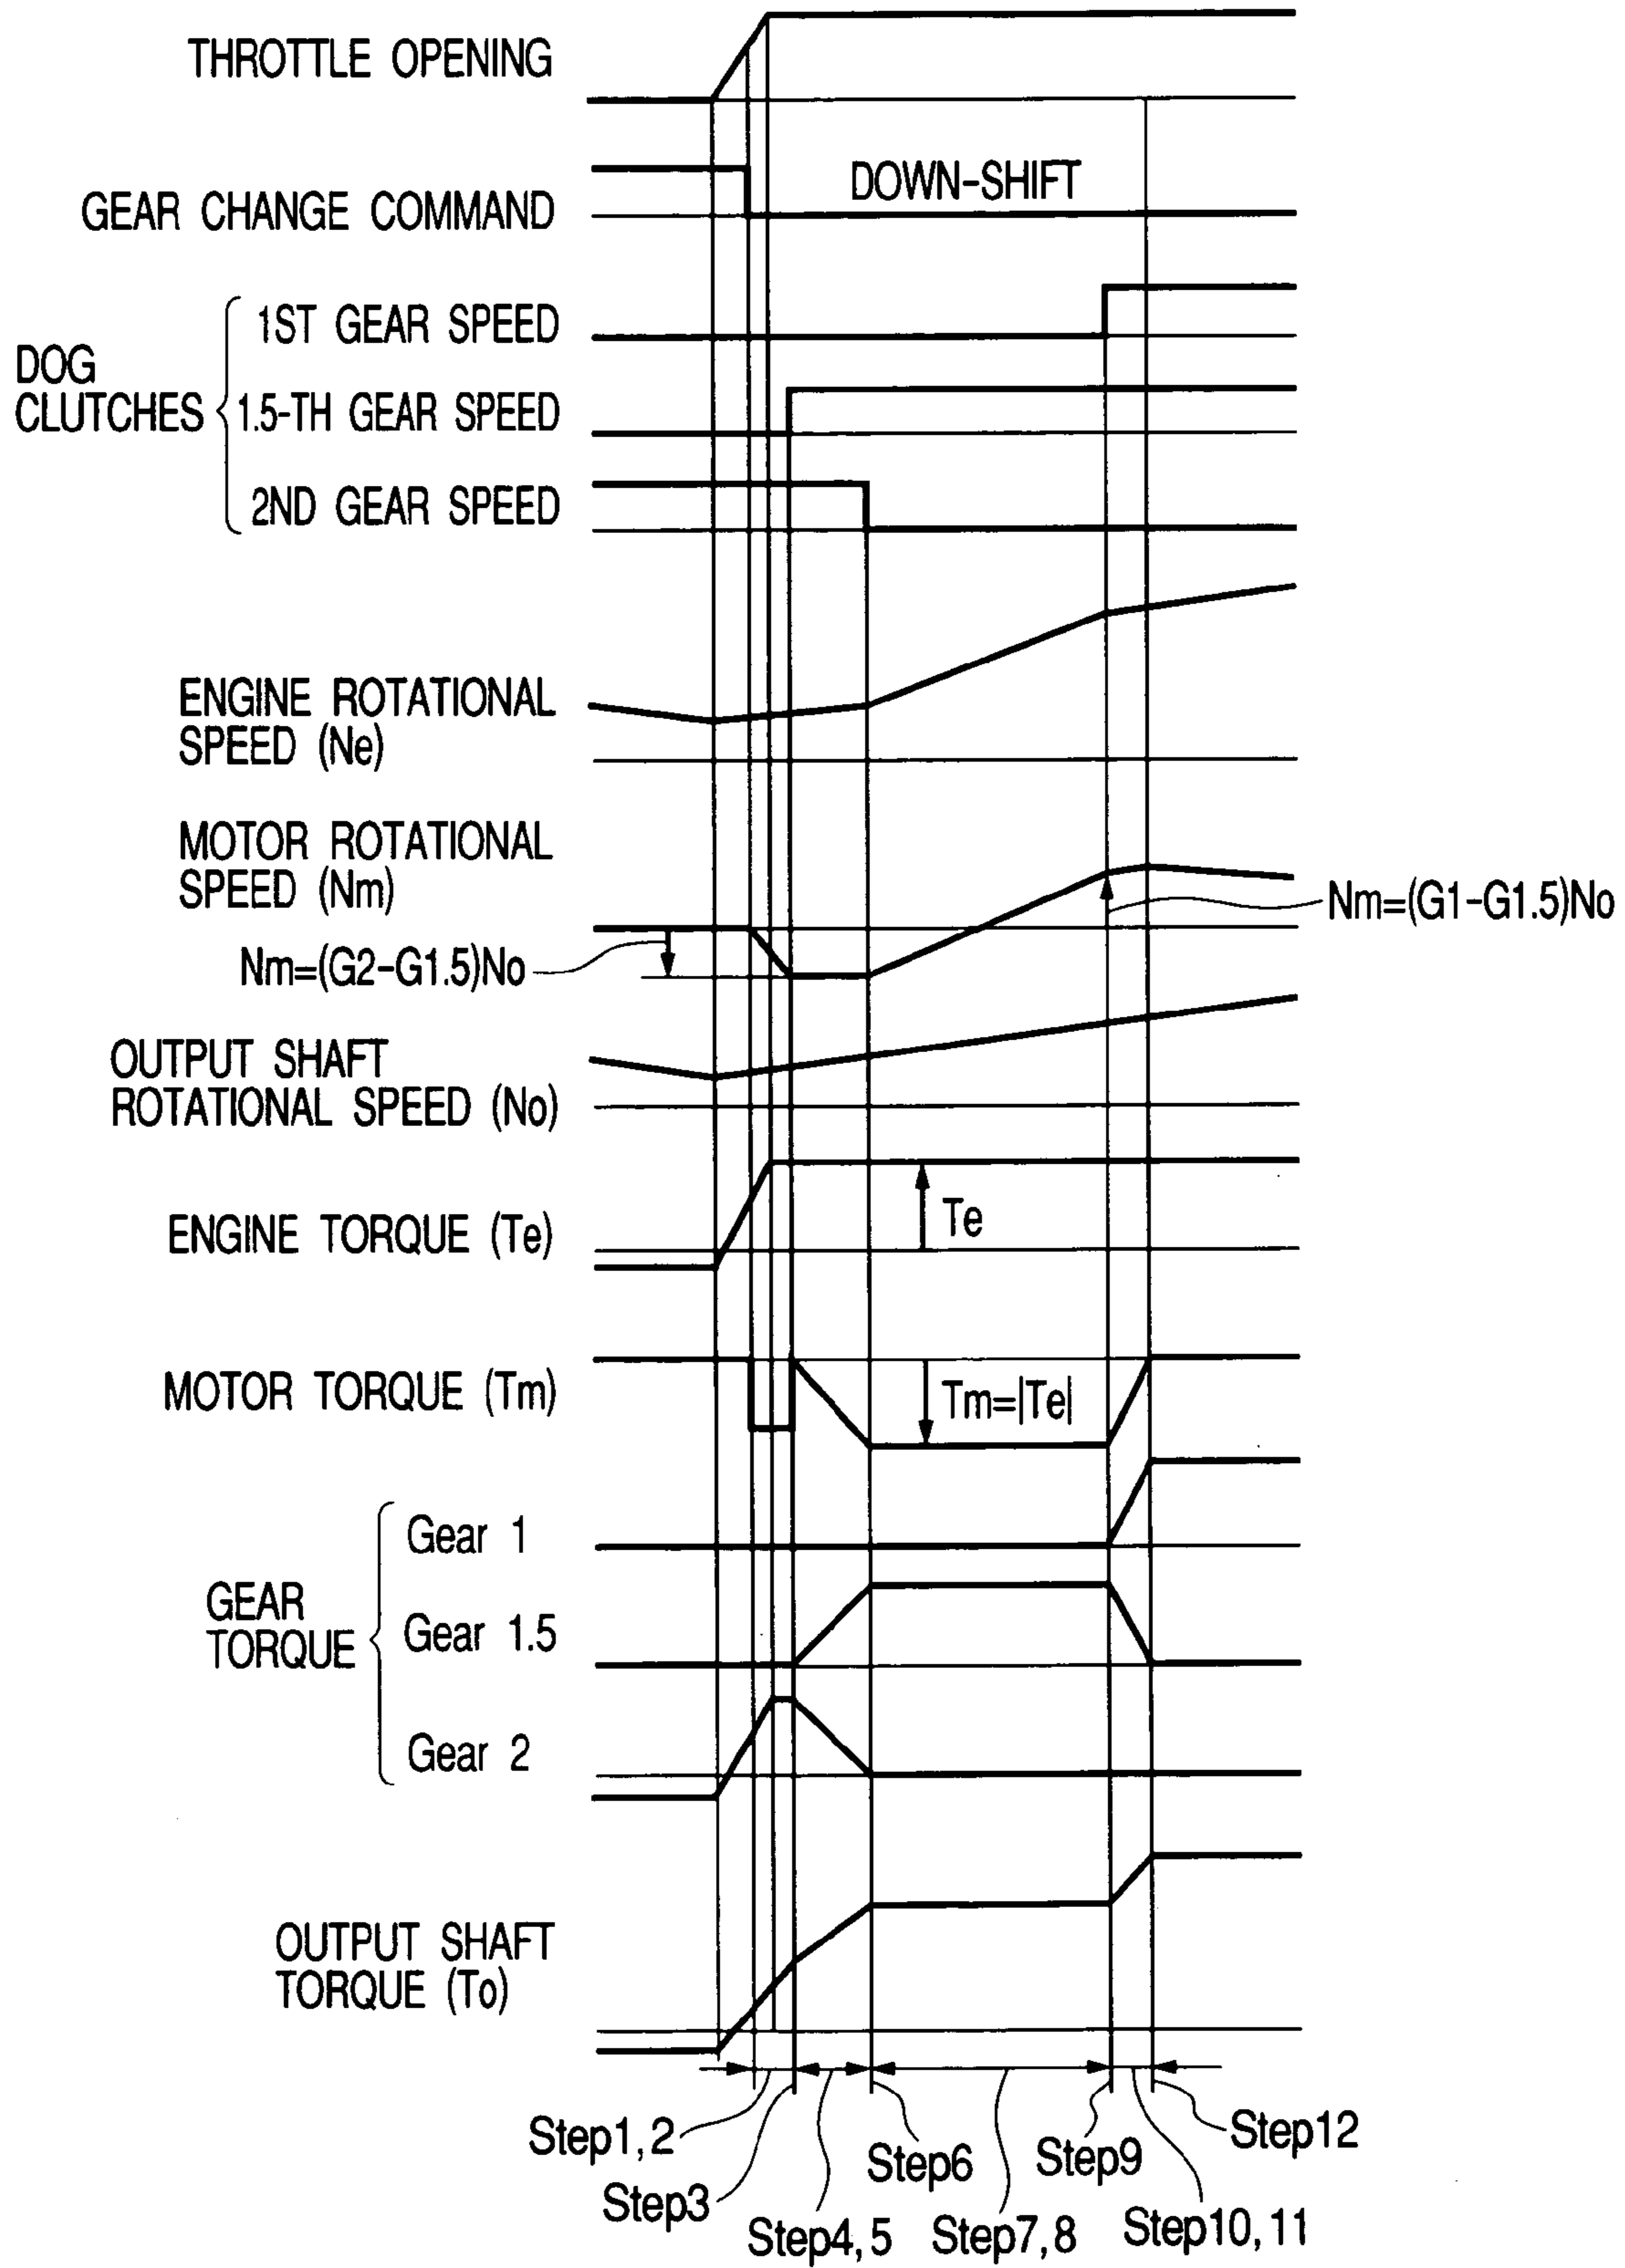 THROTTLE OPENING
GEAR CHANGE COMMAND
DOWN-SHIFT
DOG
CLUTCHES
1ST GEAR SPEED
1.5-TH GEAR SPEED
2ND GEAR SPEED
ENGINE ROTATIONAL
SPEED (Ne)
MOTOR ROTATIONAL
SPEED (Nm)
Nm=(G1-G1.5)No
Nm=(G2-G1.5)No
OUTPUT SHAFT
ROTATIONAL SPEED (No)
ENGINE TORQUE (Te)
Te
MOTOR TORQUE (Tm)
Tm=|Te|
GEAR
TORQUE
Gear 1
Gear 1.5
Gear 2
OUTPUT SHAFT
TORQUE (To)
Step1, 2
Step3
Step4, 5
Step6
Step7, 8
Step9
Step10, 11
Step12